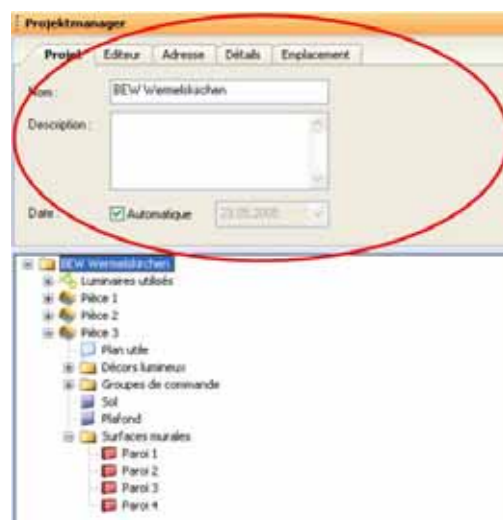 Projektmanager
Projet Editeur Adresse Détails Emplacement
Nom :
BEW Wermelskirchen
Description :
Date :
Automatique
BEW Wermelskirchen
Luminaires utilisés
Pièce 1
Pièce 2
Pièce 3
Plan utile
Décors lumineux
Groupes de commande
Sol
Plafond
Surfaces murales
Paroi 1
Paroi 2
Paroi 3
Paroi 4